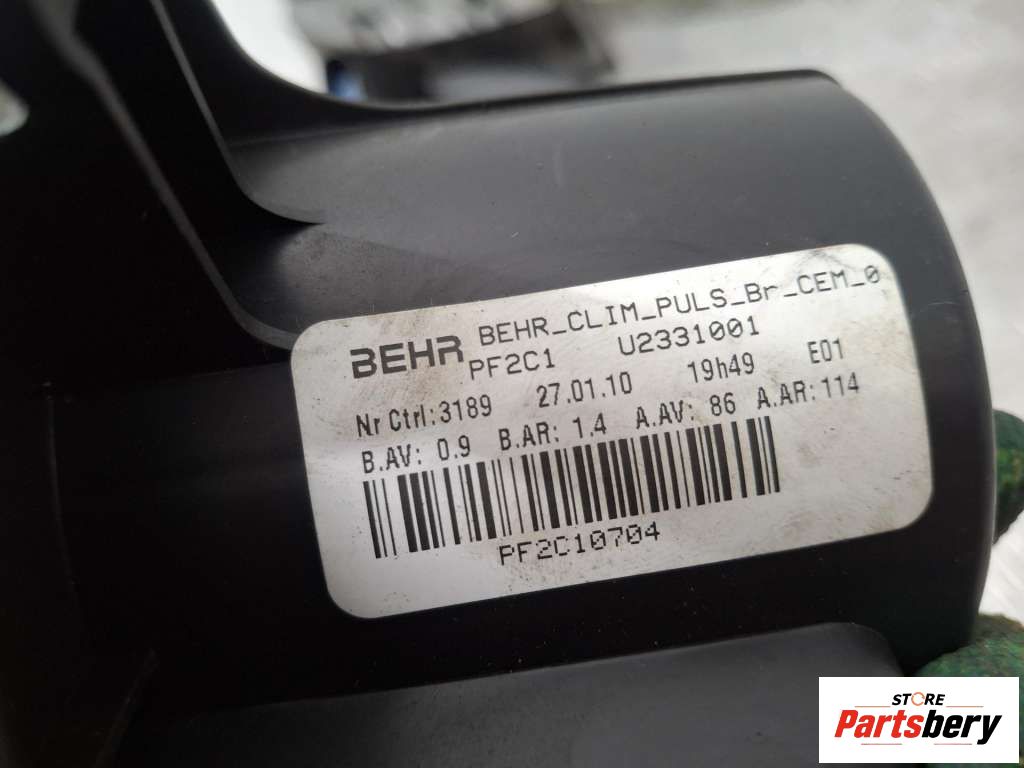 BEHR BEHR_CLIM_PULS_Br_CEM_0
PF2C1 U2331001
Nr Ctrl:3189 27.01.10 19h49 E01
B.AV: 0.9 B.AR: 1.4 A.AV: 86 A.AR:114
PF2C10704
STORE
Partsbery